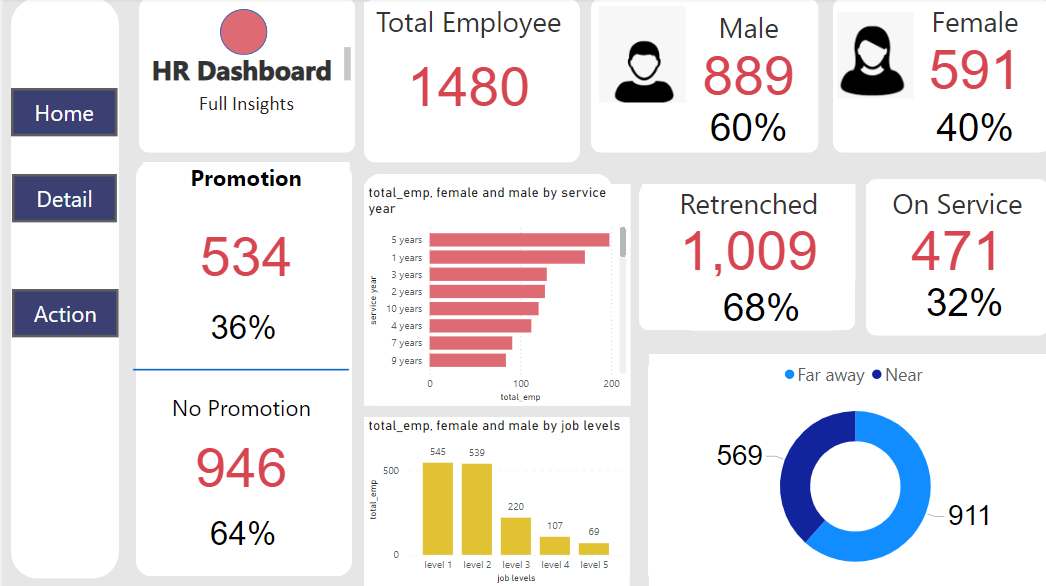 Home
Detail
Action
HR Dashboard
Full Insights
Total Employee
1480
Male
889
60%
Female
591
40%
Promotion
534
36%
No Promotion
946
64%
total_emp, female and male by service
year
service year
5 years
1 years
3 years
2 years
10 years
4 years
7 years
9 years
0 100 200
total_emp
Retrenched
1,009
68%
On Service
471
32%
total_emp, female and male by job levels
total_emp
500
0
545 539 220 107 69
level 1 level 2 level 3 level 4 level 5
job levels
Far away Near
569
911